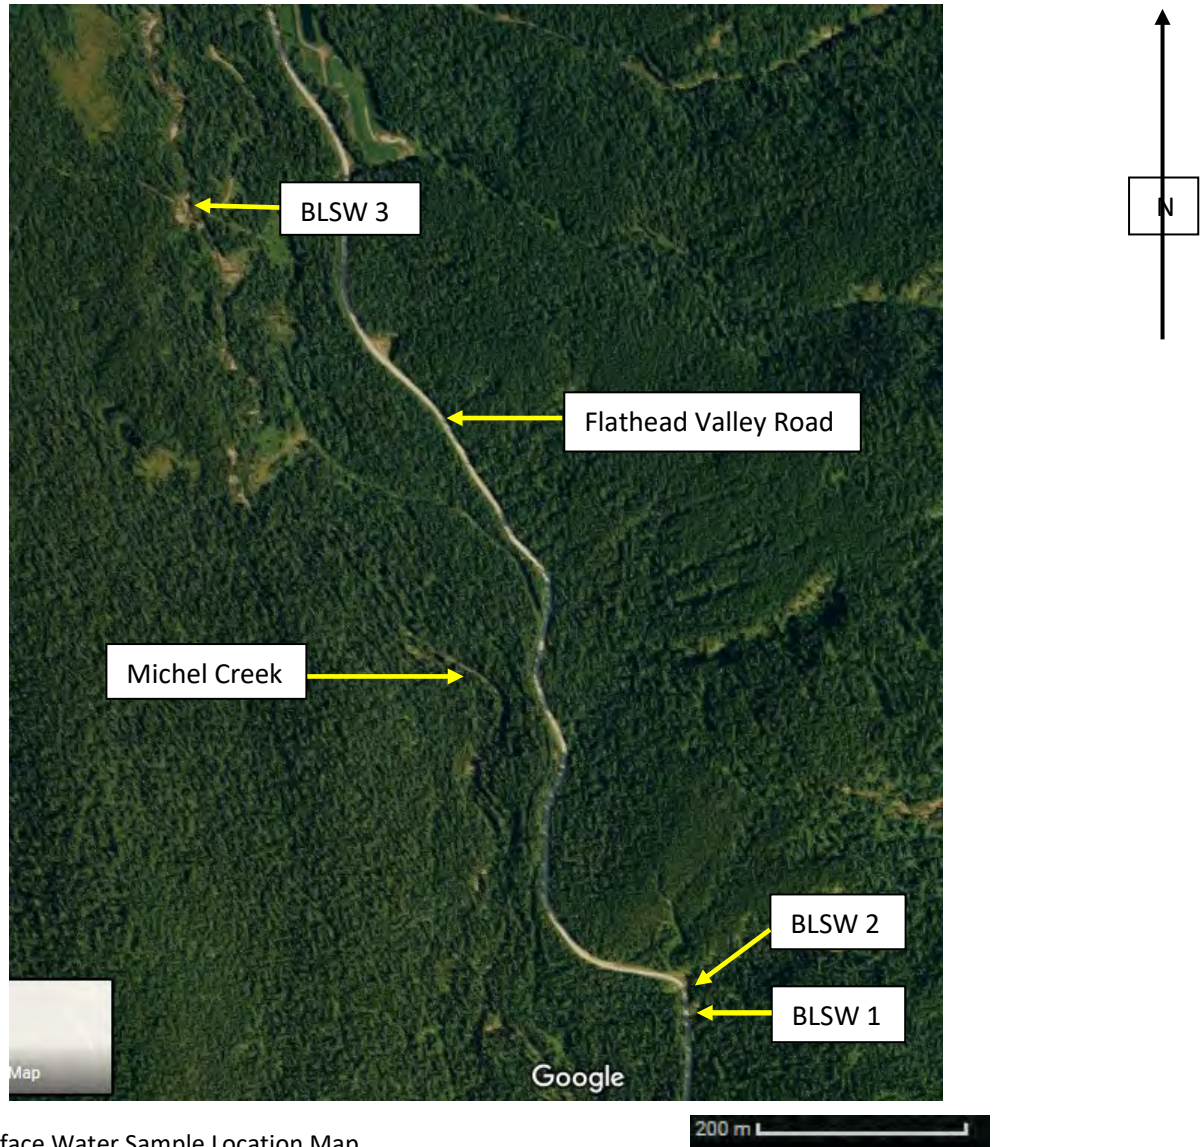 N
BLSW 3
Flathead Valley Road
Michel Creek
BLSW 2
BLSW 1
Map
Google
200 m
face Water Sample Location Map